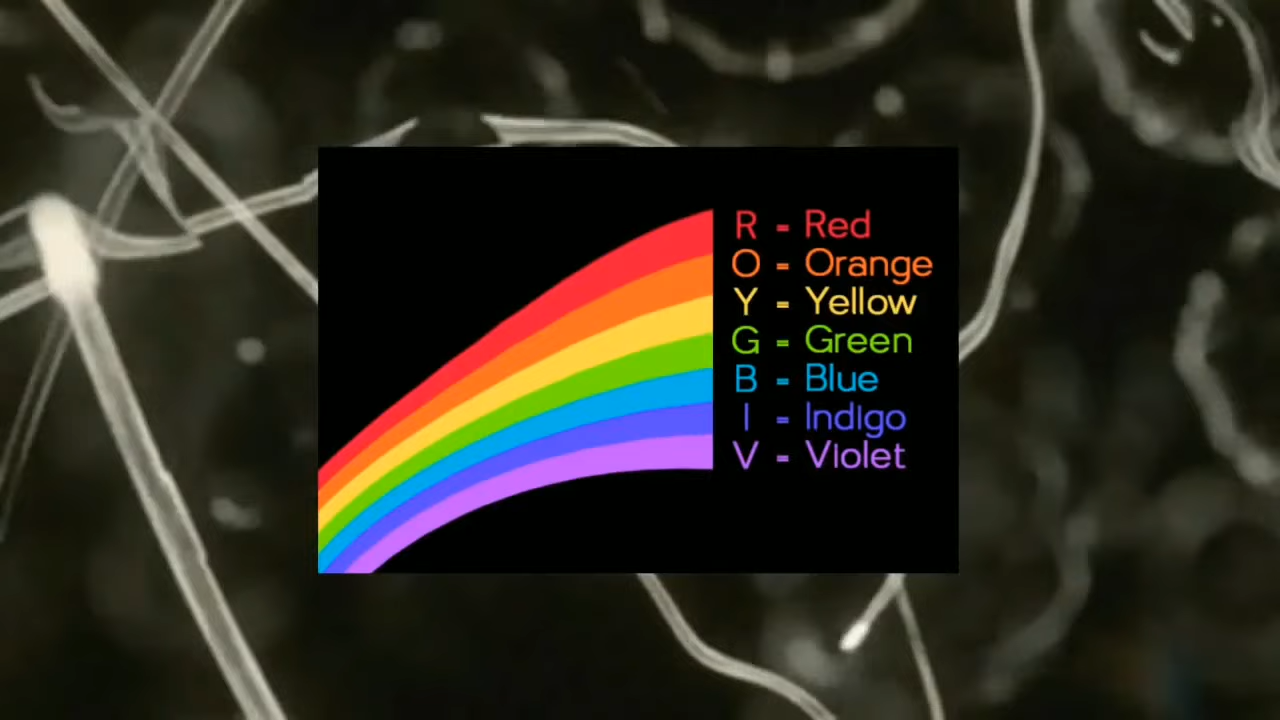 R = Red
O = Orange
Y = Yellow
G = Green
B = Blue
I = Indigo
V = Violet